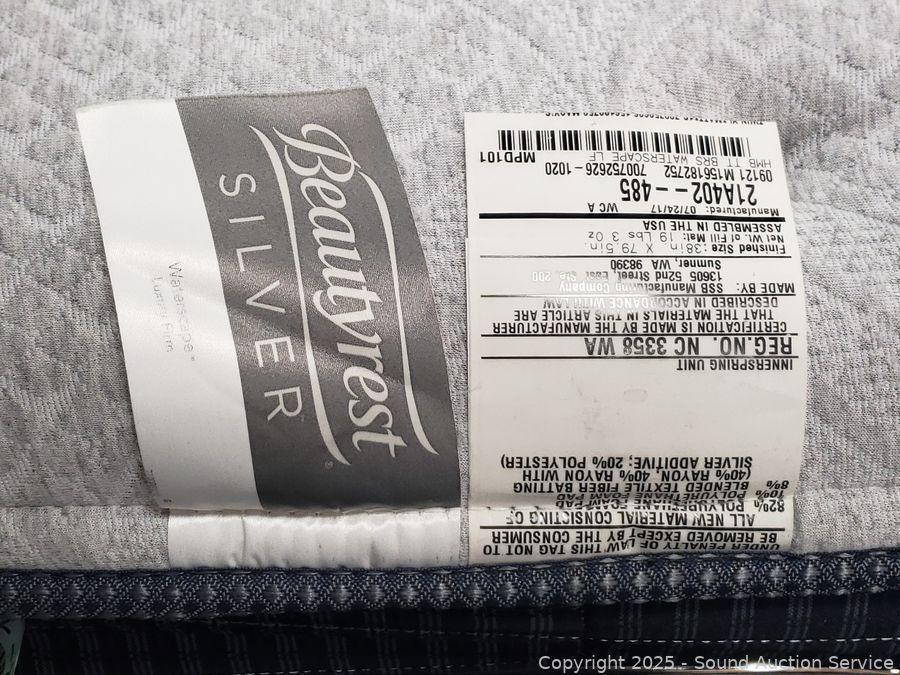 Beautyrest
SILVER
®
Waterscape™
Luxury Firm
UNDER PENALTY OF LAW THIS TAG NOT TO
BE REMOVED EXCEPT BY THE CONSUMER
ALL NEW MATERIAL CONSISTING OF
82% POLYURETHANE FOAM PAD
10% POLYURETHANE FOAM PAD
8% BLENDED TEXTILE FIBER BATTING
(40% RAYON, 40% RAYON WITH
SILVER ADDITIVE; 20% POLYESTER)
INNERSPRING UNIT
REG.NO. NC 3358 WA
CERTIFICATION IS MADE BY THE MANUFACTURER
THAT THE MATERIALS IN THIS ARTICLE ARE
DESCRIBED IN ACCORDANCE WITH LAW
MADE BY: SSB Manufacturing Company
13605 52nd Street, East, Ste. 200
Sumner, WA 98390
Finished Size: 38in. X 79.5in.
Net. Wt. of Fill Mat: 19 Lbs 3 Oz
ASSEMBLED IN THE USA
Manufactured: 07/24/17 WC A
21A402--485
09121 M156182752 700752626-1020
HMB TT BRS WATERSCAPE LF MPD101
Copyright 2025 - Sound Auction Service